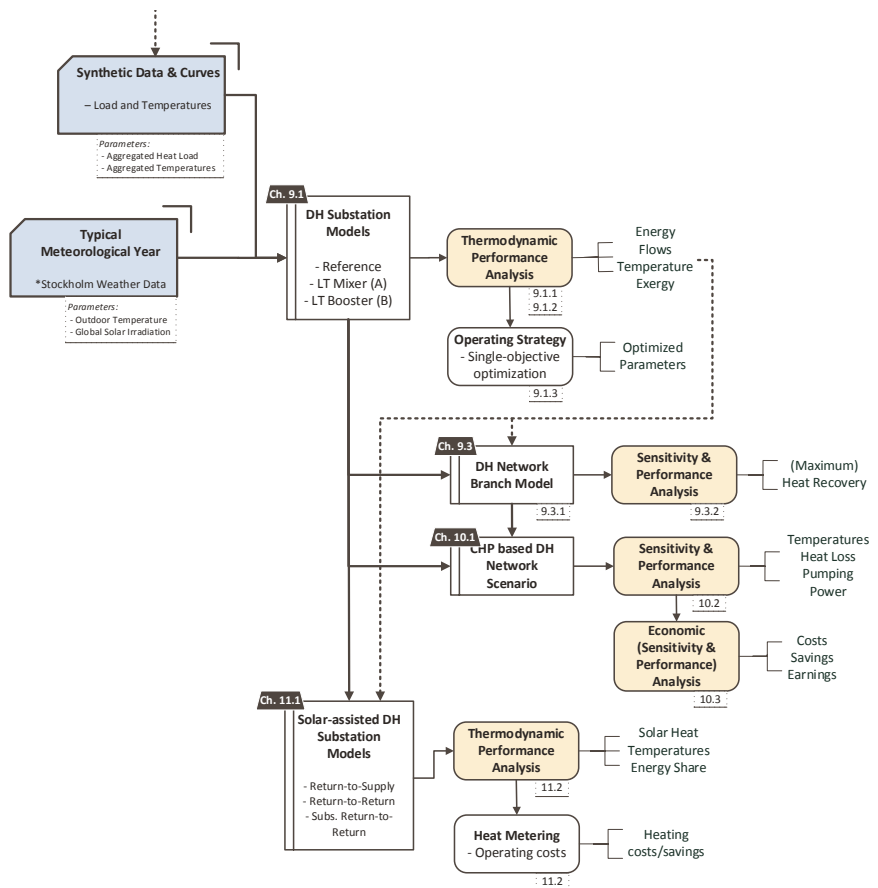 Synthetic Data & Curves
– Load and Temperatures
Parameters:
- Aggregated Heat Load
- Aggregated Temperatures
Typical
Meteorological Year
*Stockholm Weather Data
Parameters:
- Outdoor Temperature
- Global Solar Irradiation
Ch. 9.1
DH Substation
Models
- Reference
- LT Mixer (A)
- LT Booster (B)
Thermodynamic
Performance
Analysis
9.1.1
9.1.2
Energy
Flows
Temperature
Exergy
Operating Strategy
- Single-objective
optimization
9.1.3
Optimized
Parameters
Ch. 9.3
DH Network
Branch Model
9.3.1
Sensitivity &
Performance
Analysis
9.3.2
(Maximum)
Heat Recovery
Ch. 10.1
CHP based DH
Network
Scenario
Sensitivity &
Performance
Analysis
10.2
Temperatures
Heat Loss
Pumping
Power
Economic
(Sensitivity &
Performance)
Analysis
10.3
Costs
Savings
Earnings
Ch. 11.1
Solar-assisted DH
Substation
Models
- Return-to-Supply
- Return-to-Return
- Subs. Return-to-
Return
Thermodynamic
Performance
Analysis
11.2
Solar Heat
Temperatures
Energy Share
Heat Metering
- Operating costs
11.2
Heating
costs/savings